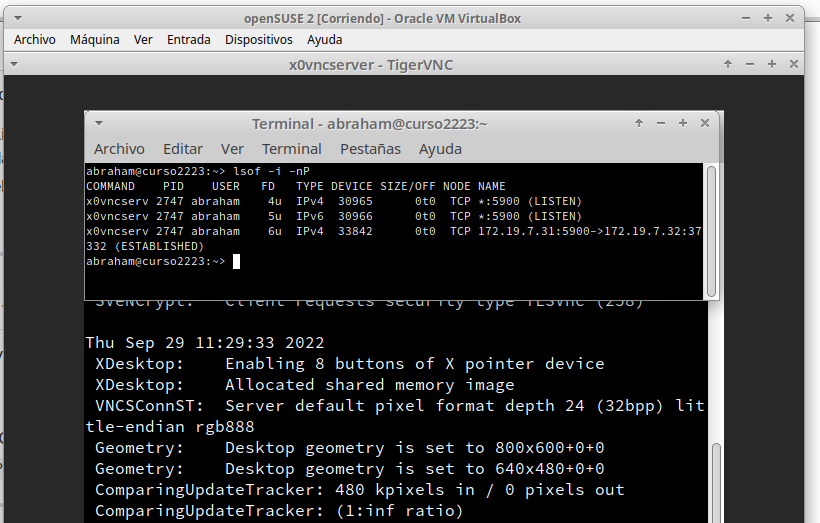 openSUSE 2 [Corriendo] - Oracle VM VirtualBox
Archivo Máquina Ver Entrada Dispositivos Ayuda
x0vncserver - TigerVNC
Terminal - abraham@curso2223:~
Archivo Editar Ver Terminal Pestañas Ayuda
abraham@curso2223:~> lsof -i -nP
COMMAND PID USER FD TYPE DEVICE SIZE/OFF NODE NAME
x0vncserv 2747 abraham 4u IPv4 30965 0t0 TCP *:5900 (LISTEN)
x0vncserv 2747 abraham 5u IPv6 30966 0t0 TCP *:5900 (LISTEN)
x0vncserv 2747 abraham 6u IPv4 33842 0t0 TCP 172.19.7.31:5900->172.19.7.32:37
332 (ESTABLISHED)
abraham@curso2223:~>
SVeNCrypt: Client requests security type TLSVnc (258)
Thu Sep 29 11:29:33 2022
XDesktop: Enabling 8 buttons of X pointer device
XDesktop: Allocated shared memory image
VNCSConnST: Server default pixel format depth 24 (32bpp) lit
tle-endian rgb888
Geometry: Desktop geometry is set to 800x600+0+0
Geometry: Desktop geometry is set to 640x480+0+0
ComparingUpdateTracker: 480 kpixels in / 0 pixels out
ComparingUpdateTracker: (1:inf ratio)